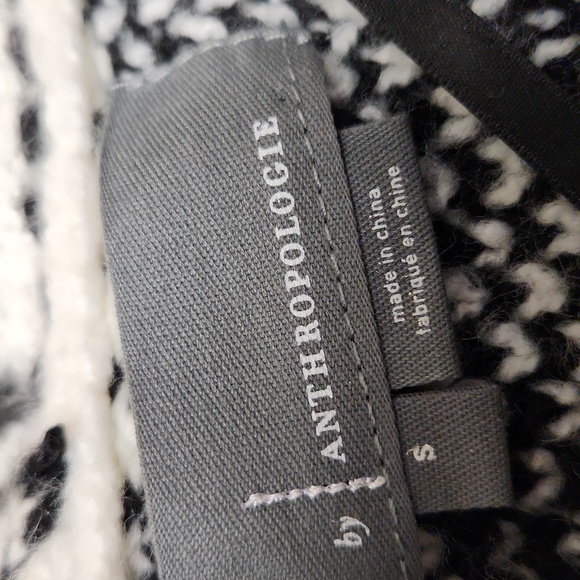 by ANTHROPOLOGIE
made in china
fabriqué en chine
S